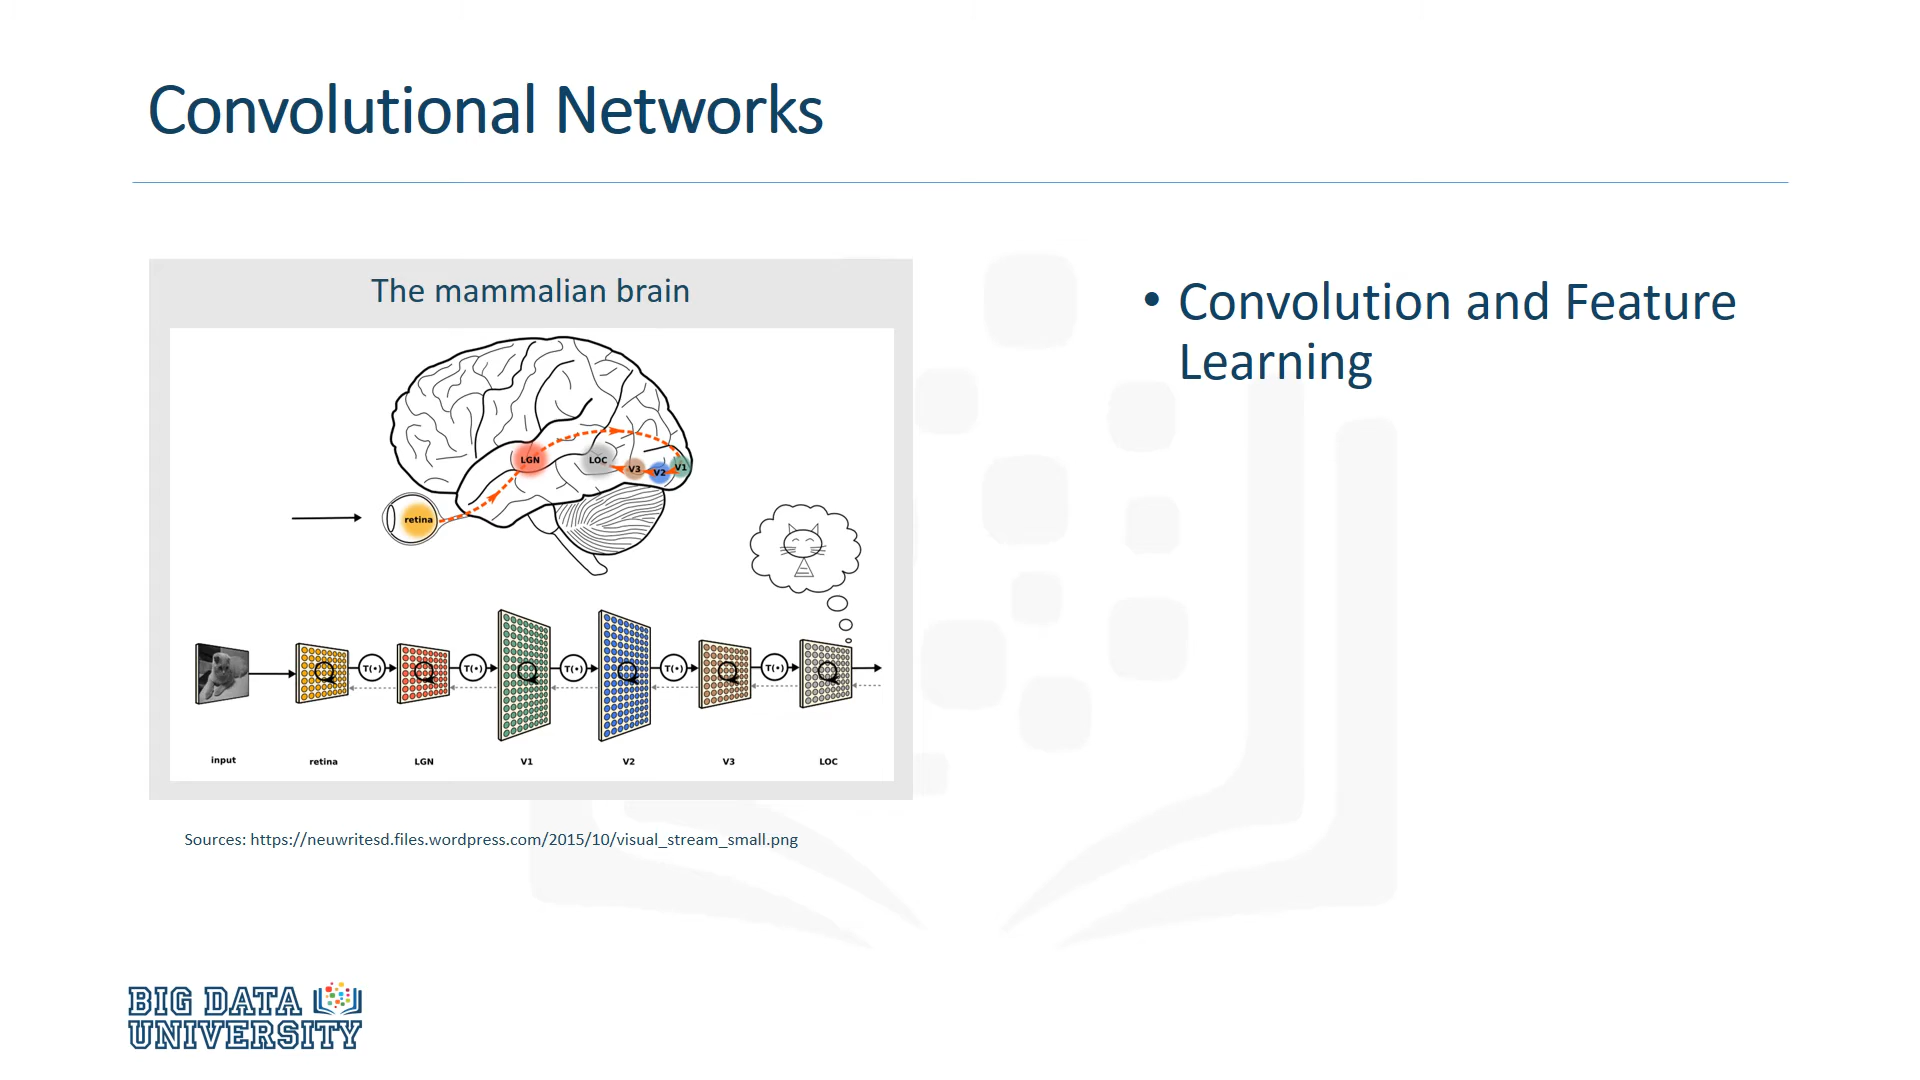 Convolutional Networks
The mammalian brain
• Convolution and Feature
Learning
LGN
LOC
V3
V2
V1
retina
Q T(•) Q T(•) Q T(•) Q T(•) Q T(•) Q
input retina LGN V1 V2 V3 LOC
Sources: https://neuwritesd.files.wordpress.com/2015/10/visual_stream_small.png
BIG DATA
UNIVERSITY